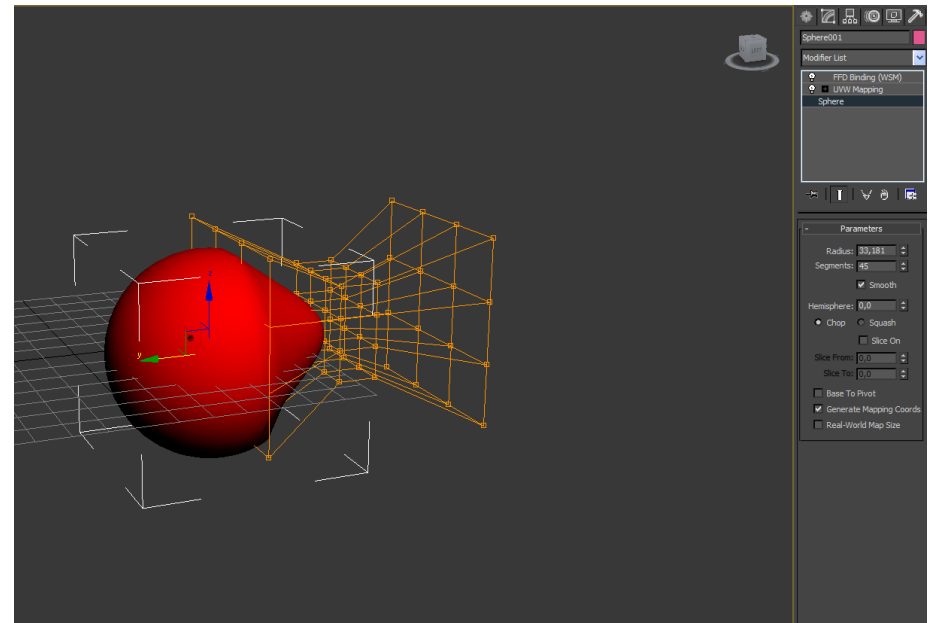 Sphere001
Modifier List
FFD Binding (WSM)
UVW Mapping
Sphere
- Parameters
Radius: 33,181
Segments: 45
Smooth
Hemisphere: 0,0
Chop Squash
Slice On
Slice From: 0,0
Slice To: 0,0
Base To Pivot
Generate Mapping Coords
Real-World Map Size
z
y